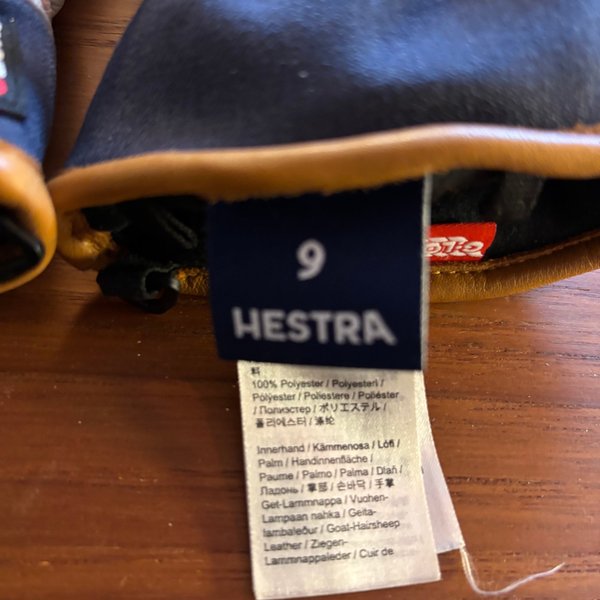 9
HESTRA
料
100% Polyester / Polyesteri /
Pólyester / Poliestere / Poliéster
/ Полиэстер / ポリエステル /
폴리에스터 / 涤纶
Innerhand / Kämmenosa / Lófi /
Palm / Handinnenfläche /
Paume / Palmo / Palma / Dlaň /
Ладонь / 掌部 / 손바닥 / 手掌
Get-Lammnappa / Vuohen-
Lampaan nahka / Geita-
lambaleður / Goat-Hairsheep
Leather / Ziegen-
Lammnappaleder / Cuir de